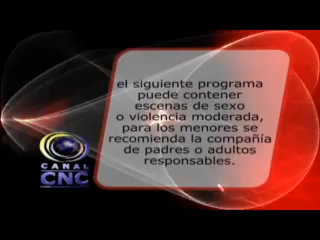 el siguiente programa
puede contener
escenas de sexo
o violencia moderada,
para los menores se
recomienda la compañía
de padres o adultos
responsables.
CANAL
CNC